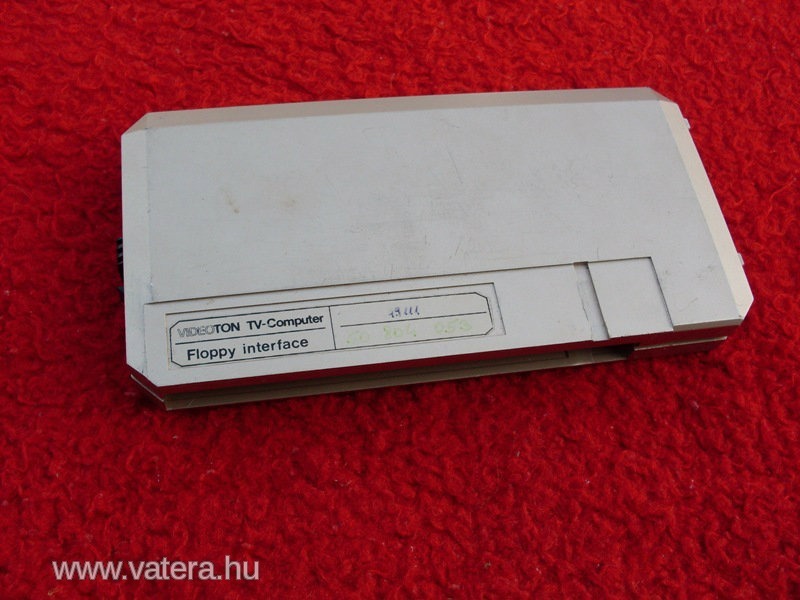 VIDEOTON TV-Computer
Floppy interface
www.vatera.hu